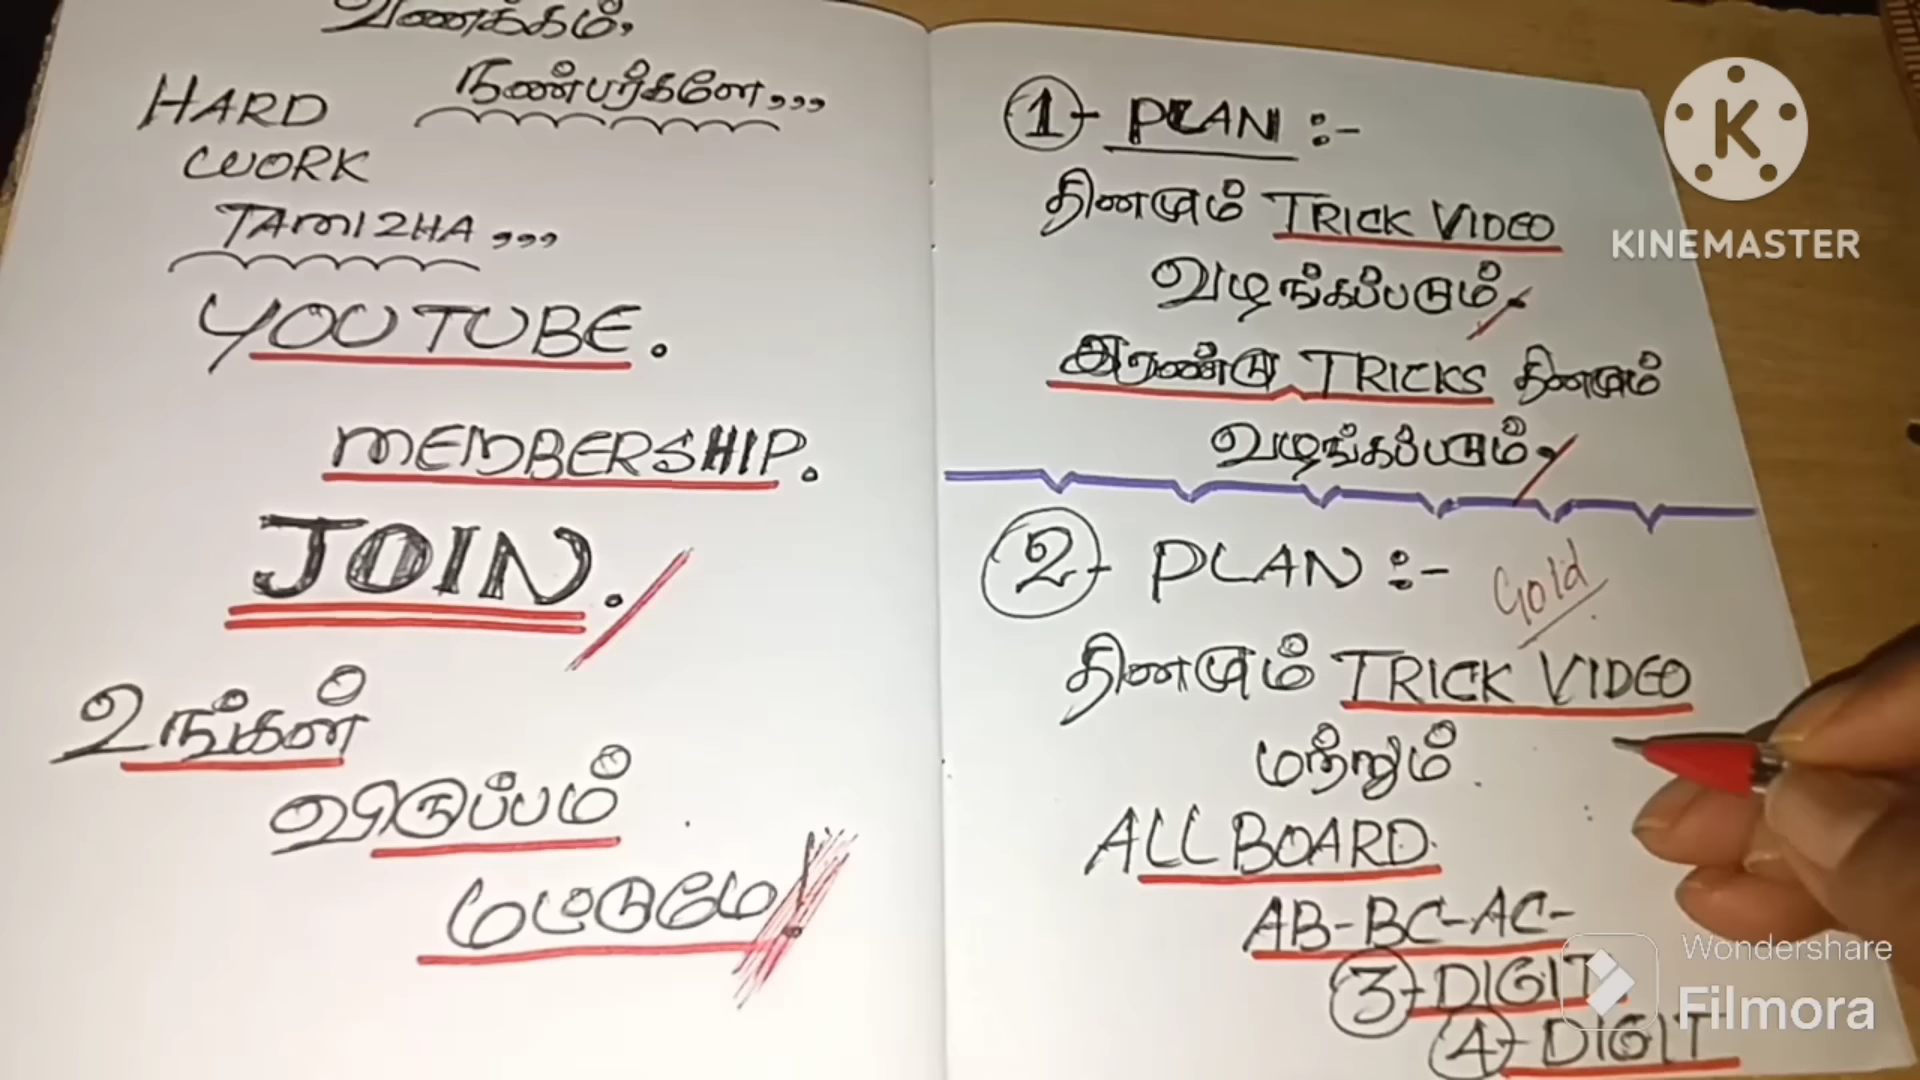 வணக்கம்,
நண்பர்களே,,,
HARD
WORK
TAMIZHA,,,
YOUTUBE.
MEMBERSHIP.
JOIN.
உங்கள்
விருப்பம்
மட்டுமே!
1- PLAN :-
தினமும் TRICK VIDEO
வழங்கப்படும்.
இரண்டு TRICKS தினமும்
வழங்கப்படும்.
2- PLAN :- Gold
தினமும் TRICK VIDEO
மற்றும்
ALL BOARD.
AB-BC-AC-
3-DIGIT
4-DIGIT
K
KINEMASTER
Wondershare
Filmora